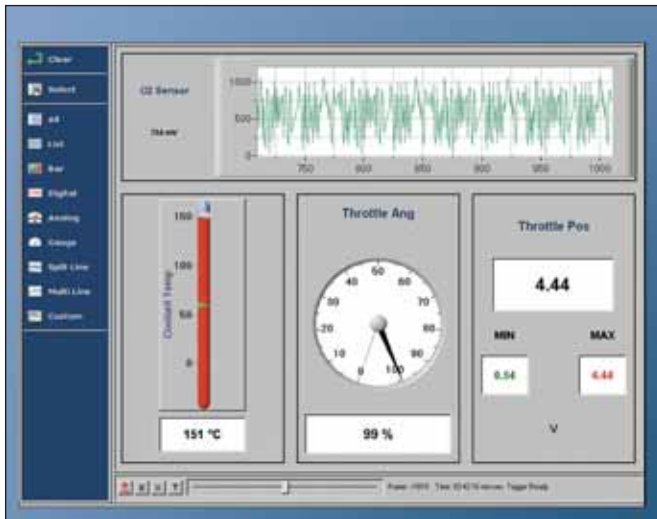 Clear
Select
All
List
Bar
Digital
Analog
Gauge
Split Line
Multi Line
Custom
O2 Sensor
1000
500
0
750
800
850
900
950
1000
150
100
50
0
Coolant Temp
151 °C
Throttle Ang
50
40
60
30
70
20
80
10
90
0
100
99 %
Throttle Pos
4.44
MIN
MAX
0.54
4.44
V